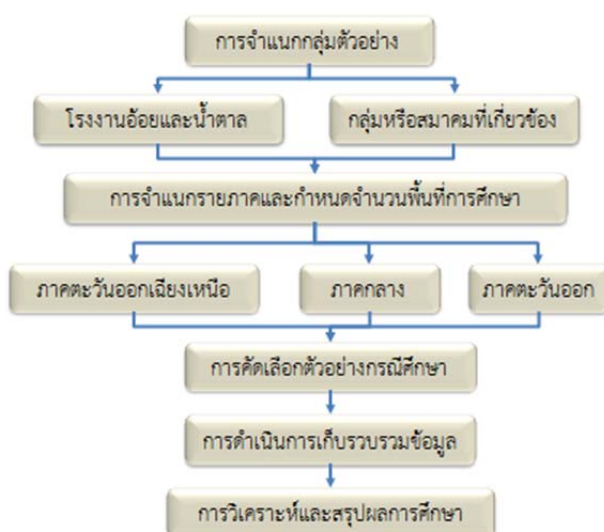 การจำแนกกลุ่มตัวอย่าง
โรงงานอ้อยและน้ำตาล
กลุ่มหรือสมาคมที่เกี่ยวข้อง
การจำแนกรายภาคและกำหนดจำนวนพื้นที่การศึกษา
ภาคตะวันออกเฉียงเหนือ
ภาคกลาง
ภาคตะวันออก
การคัดเลือกตัวอย่างกรณีศึกษา
การดำเนินการเก็บรวบรวมข้อมูล
การวิเคราะห์และสรุปผลการศึกษา